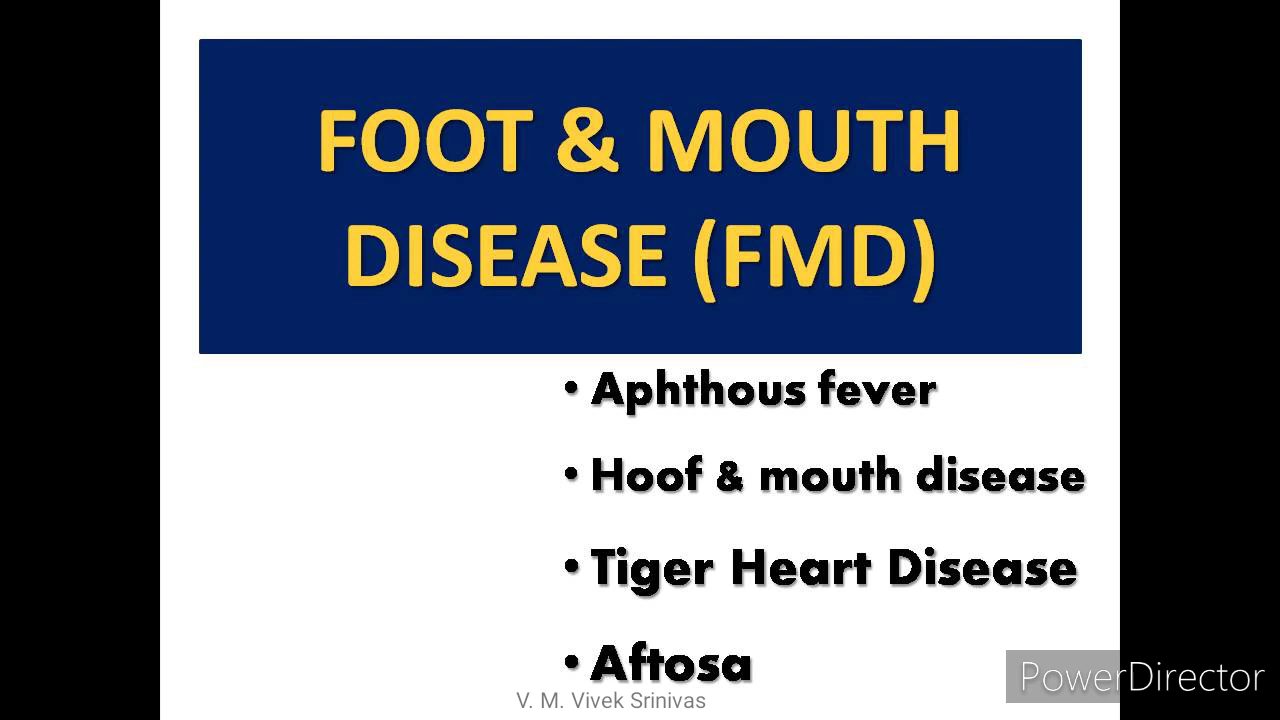 FOOT & MOUTH
DISEASE (FMD)
• Aphthous fever
• Hoof & mouth disease
• Tiger Heart Disease
• Aftosa
V. M. Vivek Srinivas
PowerDirector